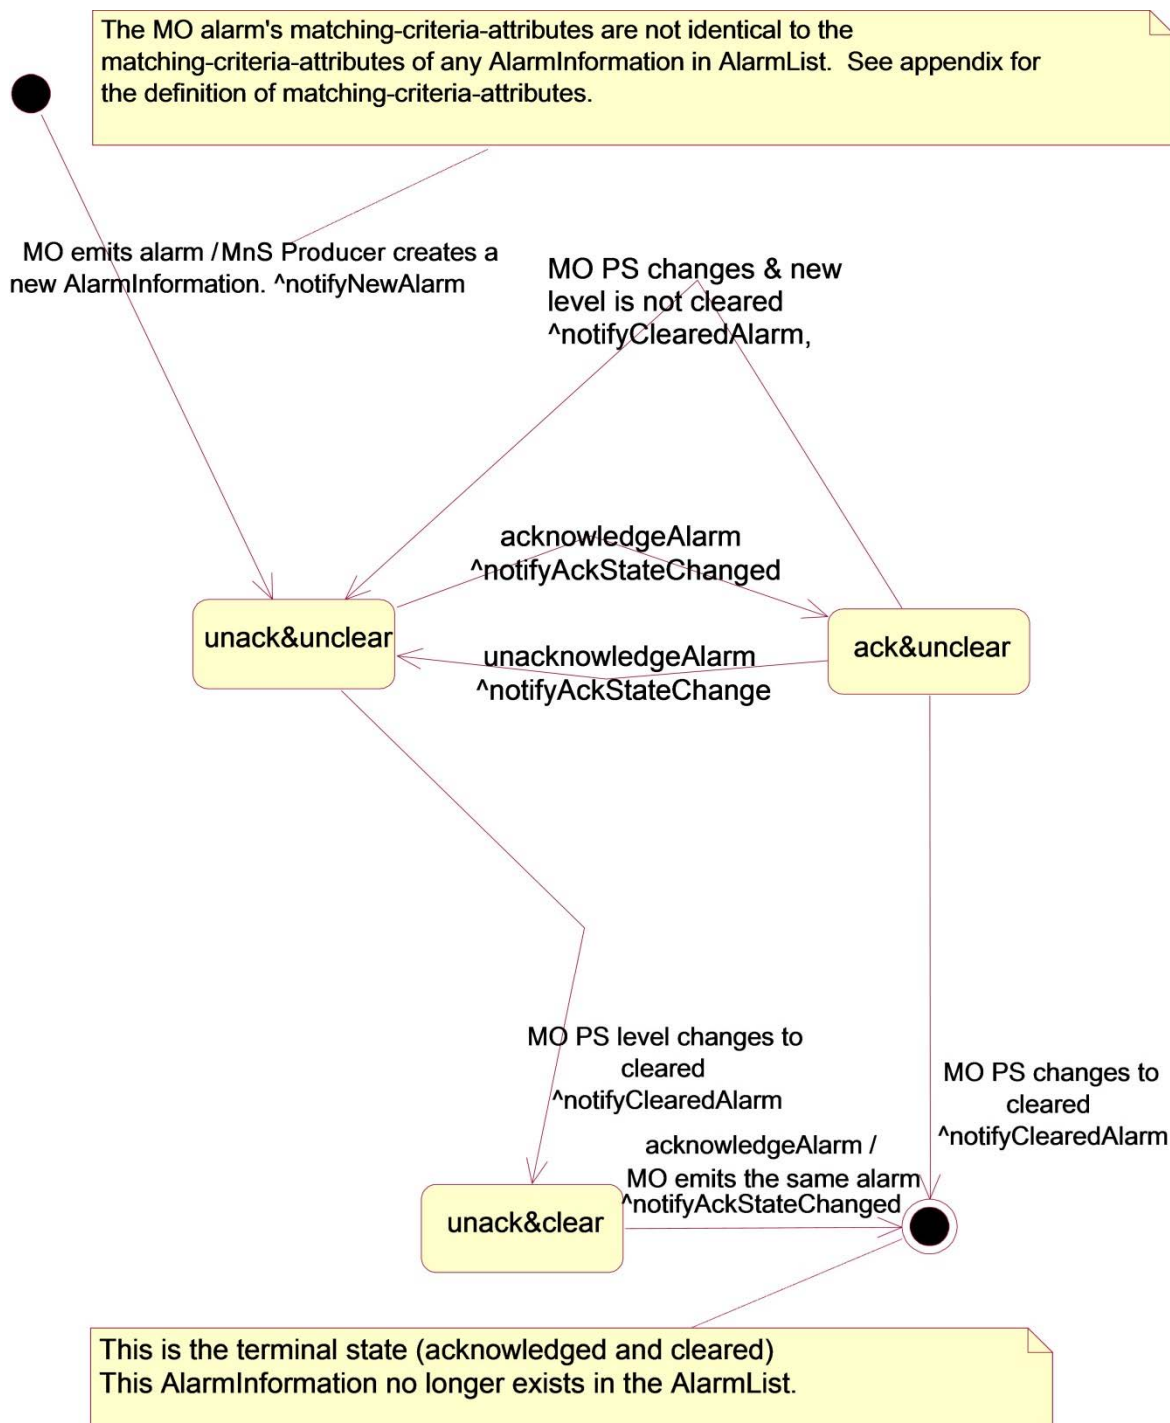 The MO alarm's matching-criteria-attributes are not identical to the
matching-criteria-attributes of any AlarmInformation in AlarmList.  See appendix for
the definition of matching-criteria-attributes.
MO emits alarm /MnS Producer creates a
new AlarmInformation. ^notifyNewAlarm
MO PS changes & new
level is not cleared
^notifyClearedAlarm,
acknowledgeAlarm
^notifyAckStateChanged
unack&unclear
ack&unclear
unacknowledgeAlarm
^notifyAckStateChange
MO PS level changes to
cleared
^notifyClearedAlarm
MO PS changes to
cleared
^notifyClearedAlarm
acknowledgeAlarm /
MO emits the same alarm
^notifyAckStateChanged
unack&clear
This is the terminal state (acknowledged and cleared)
This AlarmInformation no longer exists in the AlarmList.